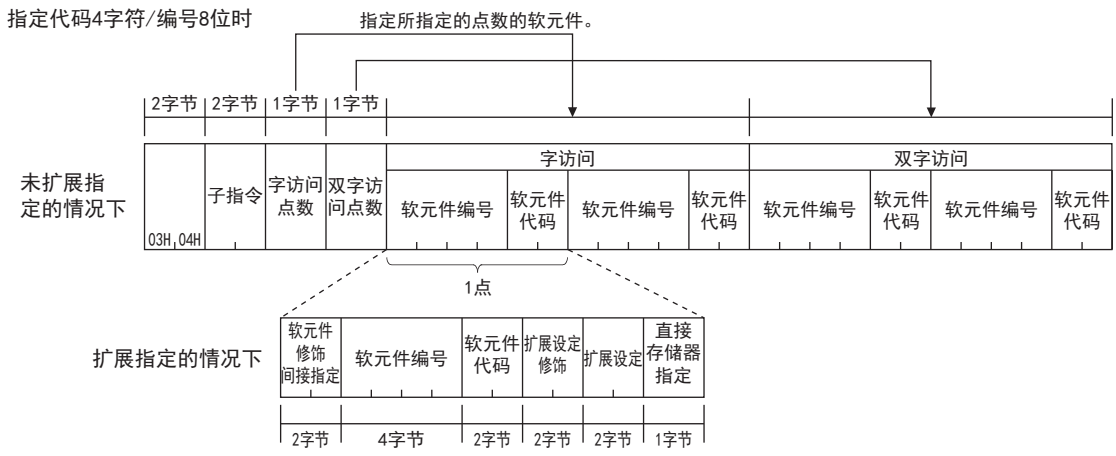 指定代码4字符/编号8位时
指定所指定的点数的软元件。
2字节 2字节 1字节 1字节
字访问 双字访问
未扩展指
定的情况下
子指令
字访问
点数
双字访
问点数
软元件编号
软元件
代码
软元件编号
软元件
代码
软元件编号
软元件
代码
软元件编号
软元件
代码
03H,04H
1点
扩展指定的情况下
软元件
修饰
间接指定
软元件编号
软元件
代码
扩展设定
修饰
扩展设定
直接
存储器
指定
2字节 4字节 2字节 2字节 2字节 1字节